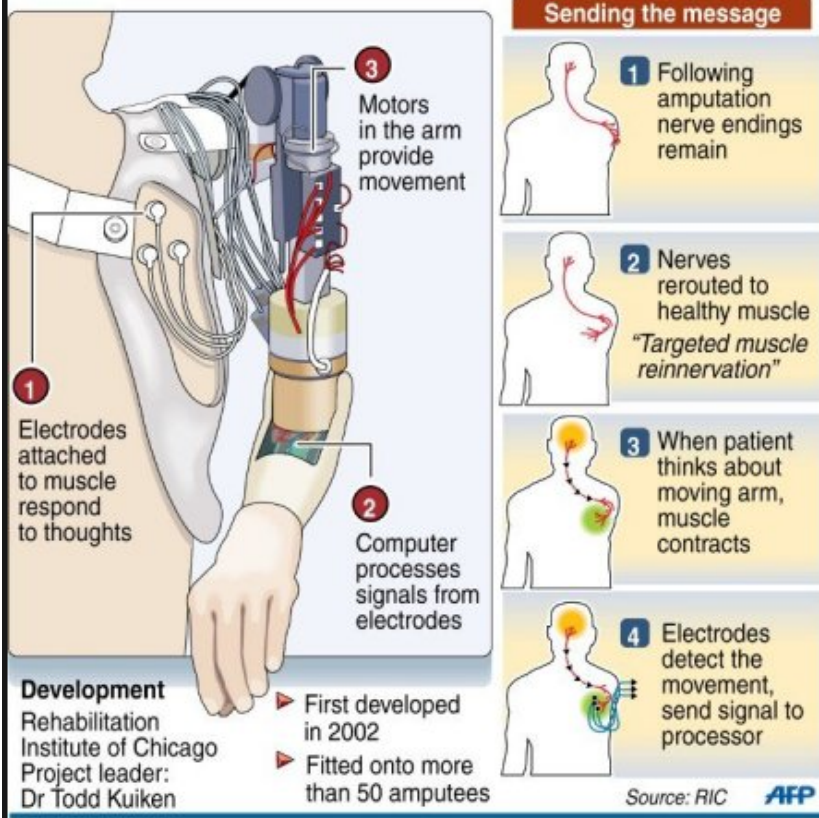 3
Motors
in the arm
provide
movement
1
Electrodes
attached
to muscle
respond
to thoughts
2
Computer
processes
signals from
electrodes
Development
Rehabilitation
Institute of Chicago
Project leader:
Dr Todd Kuiken
First developed
in 2002
Fitted onto more
than 50 amputees
Sending the message
1 Following
amputation
nerve endings
remain
2 Nerves
rerouted to
healthy muscle
“Targeted muscle
reinnervation”
3 When patient
thinks about
moving arm,
muscle
contracts
4 Electrodes
detect the
movement,
send signal to
processor
Source: RIC AFP